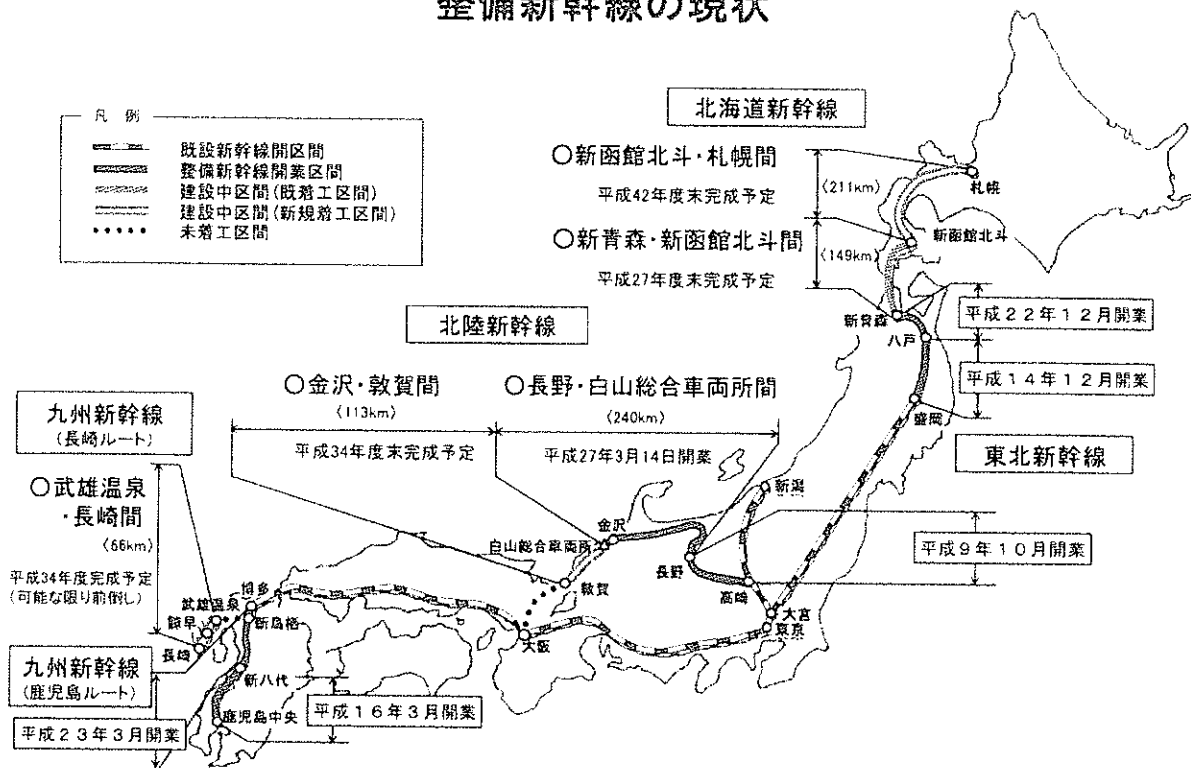 整備新幹線の現状
凡 例
既設新幹線開区間
整備新幹線開業区間
建設中区間(既着工区間)
建設中区間(新規着工区間)
未着工区間
北海道新幹線
○新函館北斗・札幌間
平成42年度末完成予定
〈211km〉
札幌
○新青森・新函館北斗間
平成27年度末完成予定
〈149km〉
新函館北斗
新青森
平成22年12月開業
八戸
平成14年12月開業
盛岡
東北新幹線
北陸新幹線
○金沢・敦賀間
〈113km〉
平成34年度末完成予定
○長野・白山総合車両所間
〈240km〉
平成27年3月14日開業
九州新幹線
(長崎ルート)
○武雄温泉
・長崎間
〈66km〉
平成34年度完成予定
(可能な限り前倒し)
新潟
金沢
白山総合車両所
長野
平成9年10月開業
敦賀
高崎
大宮
東京
大阪
博多
武雄温泉
新鳥栖
諫早
長崎
九州新幹線
(鹿児島ルート)
新八代
鹿児島中央
平成16年3月開業
平成23年3月開業